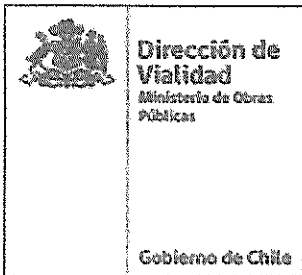 Dirección de
Vialidad
Ministerio de Obras
Públicas
Gobierno de Chile